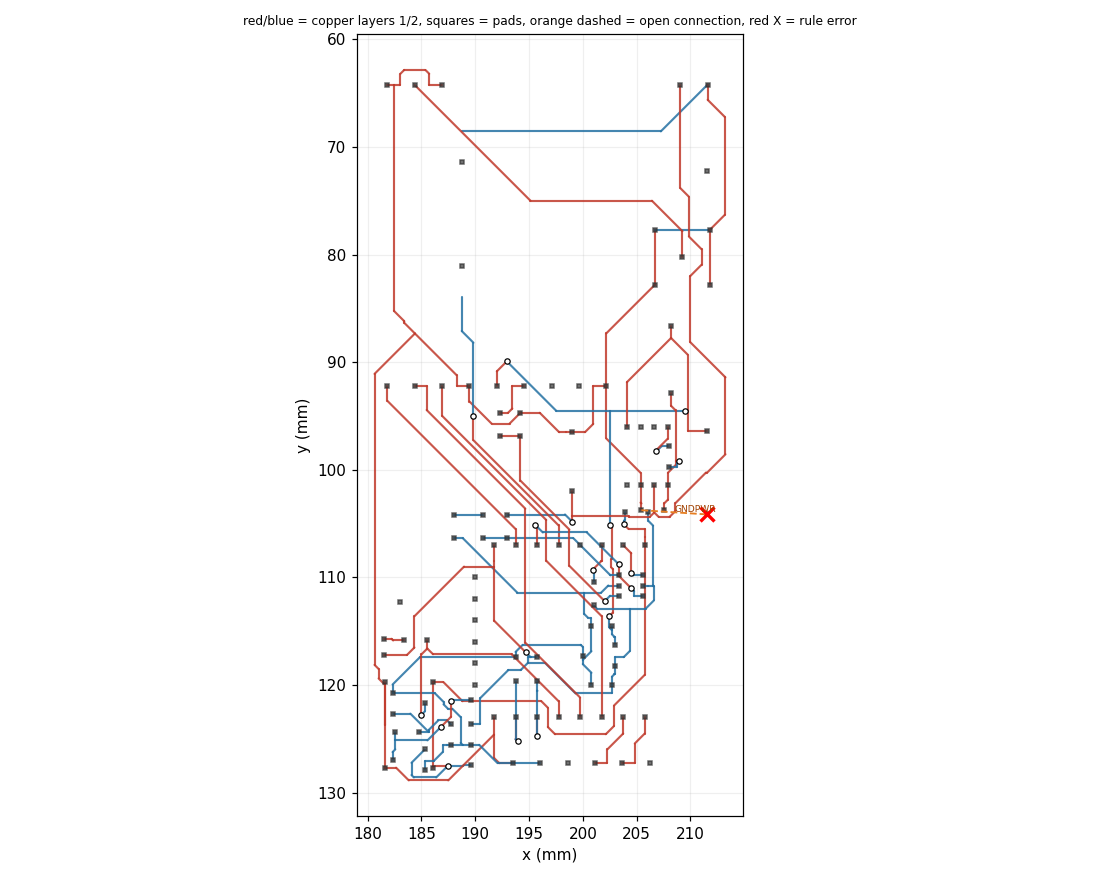 red/blue = copper layers 1/2, squares = pads, orange dashed = open connection, red X = rule error
60
70
80
90
100
110
120
130
y (mm)
GNDPWR
180 185 190 195 200 205 210
x (mm)